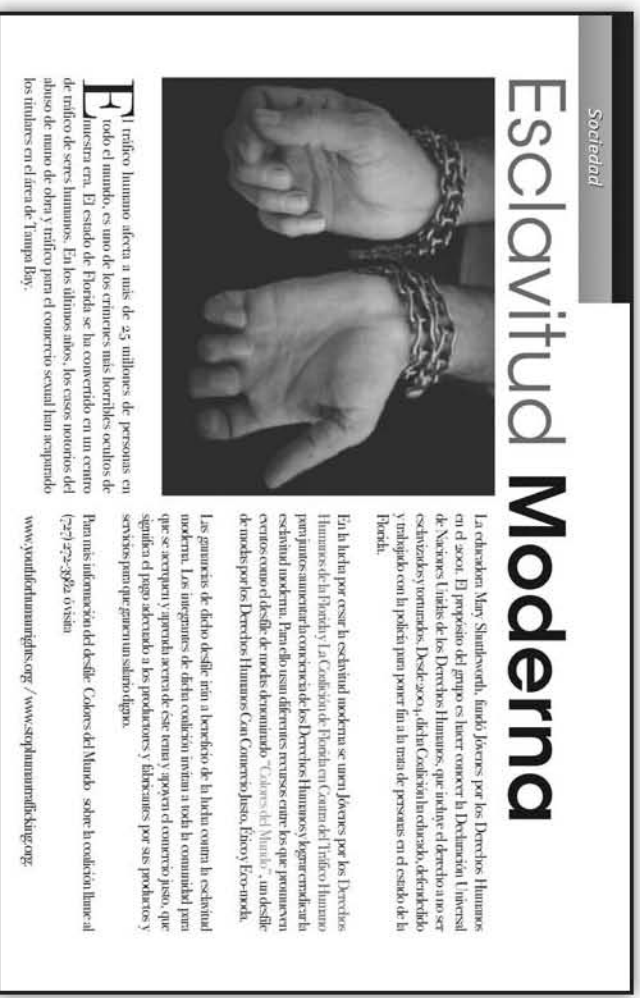 Sociedad
Esclavitud Moderna
El tráfico humano afecta a más de 25 millones de personas en
todo el mundo, es uno de los crímenes más horribles ocultos de
nuestra era. El estado de Florida se ha convertido en un centro
de tráfico de seres humanos. En los últimos años, los casos notorios del
abuso de mano de obra y tráfico para el comercio sexual han acaparado
los titulares en el área de Tampa Bay.
La educadora Mary Shuttleworth, fundó Jóvenes por los Derechos Humanos
en el 2001. El propósito del grupo es hacer conocer la Declaración Universal
de Naciones Unidas de los Derechos Humanos, que incluye el derecho a no ser
esclavizados y torturados. Desde 2004, dicha Coalición ha educado, defendedido
y trabajado con la policía para poner fin a la trata de personas en el estado de la
Florida.
En la lucha por cesar la esclavitud moderna se unen Jóvenes por los Derechos
Humanos de la Florida y La Coalición de Florida en Contra del Tráfico Humano
para juntos aumentar la conciencia de los Derechos Humanos y lograr erradicar la
esclavitud moderna. Para ello usan diferentes recursos entre los que promueven
eventos como el desfile de modas denominado "Colores del Mundo", un desfile
de modas por los Derechos Humanos Con Comercio Justo, Ético y Eco-moda.
Las ganancias de dicho desfile irán a beneficio de la lucha contra la esclavitud
moderna. Los integrantes de dicha coalición invitan a toda la comunidad para
que se acerquen y aprenda acerca de éste tema y apoyen el comercio justo, que
significa el pago adecuado a los productores y fabricantes por sus productos y
servicios para que ganen un salario digno.
Para más información del desfile Colores del Mundo sobre la coalición llame al
(727) 272-3982 ó visita
www.youthforhumanrights.org / www.stophumantrafficking.org.